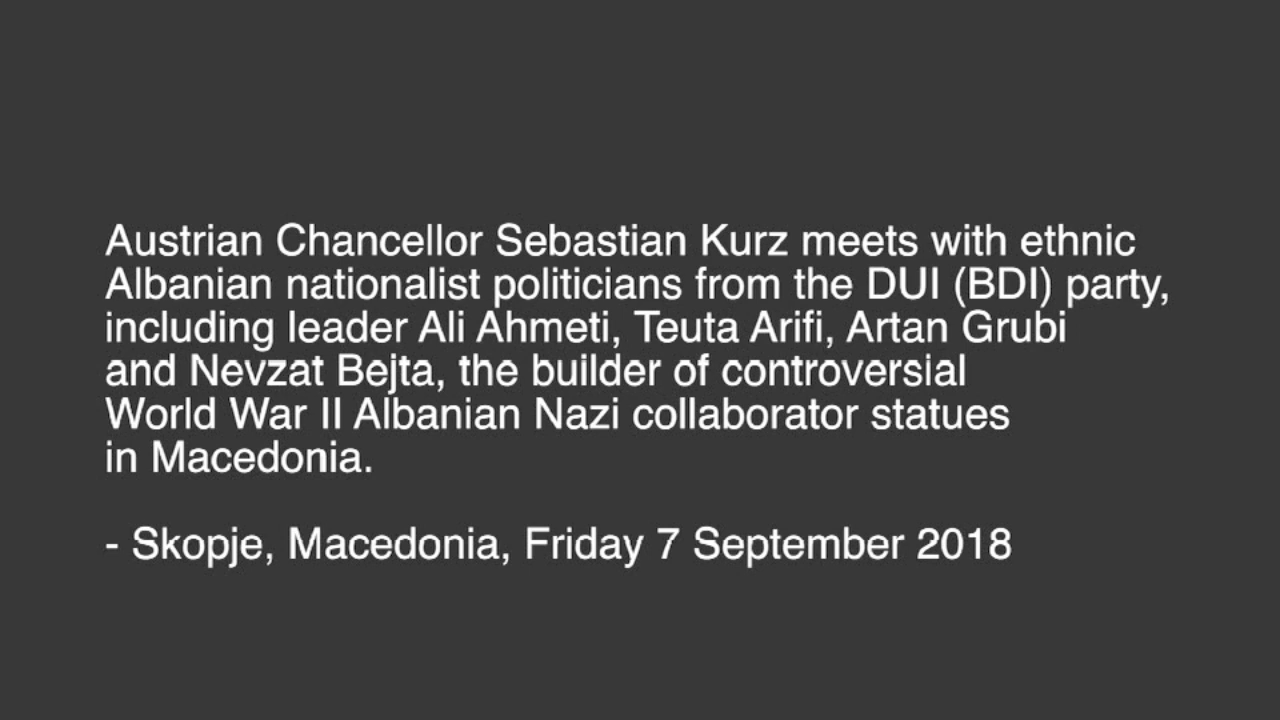 Austrian Chancellor Sebastian Kurz meets with ethnic
Albanian nationalist politicians from the DUI (BDI) party,
including leader Ali Ahmeti, Teuta Arifi, Artan Grubi
and Nevzat Bejta, the builder of controversial
World War II Albanian Nazi collaborator statues
in Macedonia.
- Skopje, Macedonia, Friday 7 September 2018